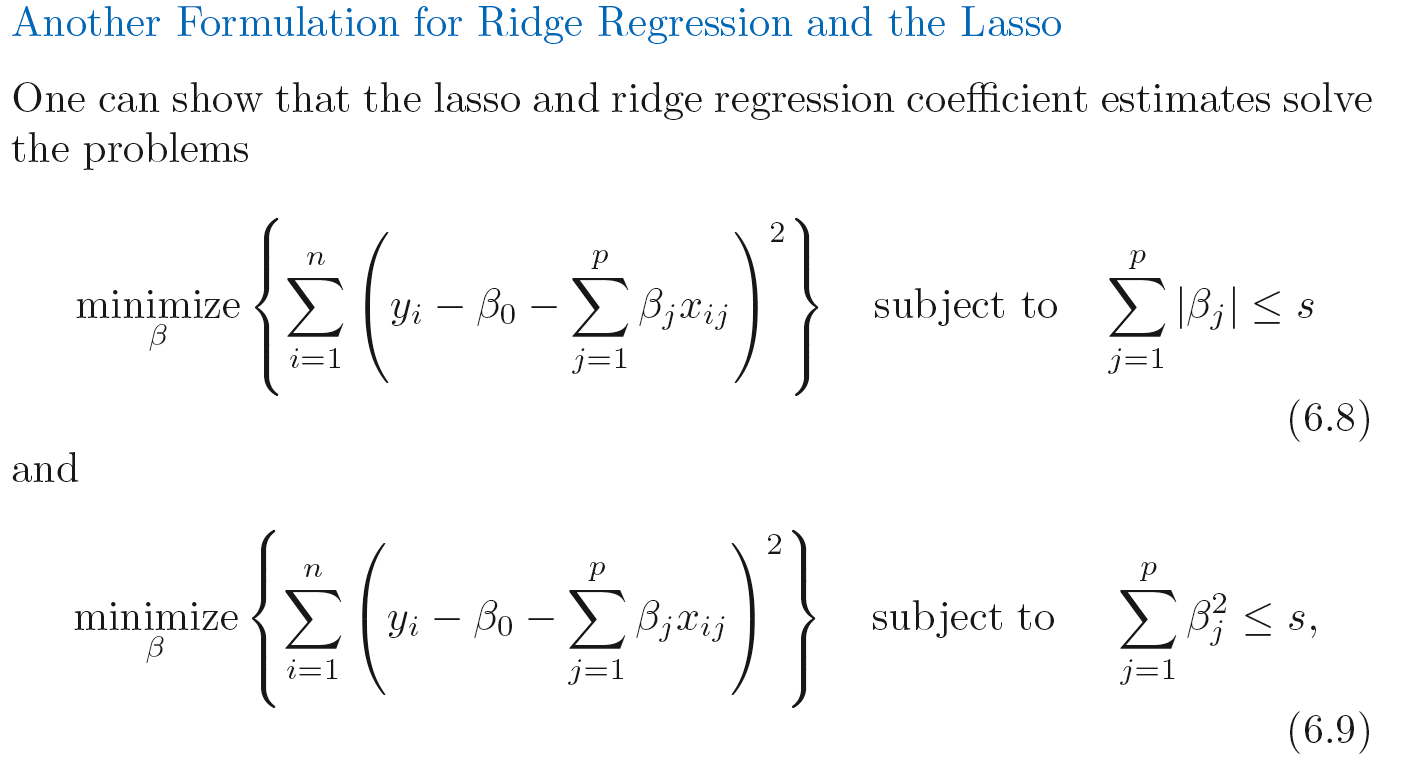 Another Formulation for Ridge Regression and the Lasso
One can show that the lasso and ridge regression coefficient estimates solve
the problems
$$\underset{\beta}{\text{minimize}} \left\{ \sum_{i=1}^{n} \left( y_i - \beta_0 - \sum_{j=1}^{p} \beta_j x_{ij} \right)^2 \right\} \quad \text{subject to} \quad \sum_{j=1}^{p} |\beta_j| \leq s$$
(6.8)
and
$$\underset{\beta}{\text{minimize}} \left\{ \sum_{i=1}^{n} \left( y_i - \beta_0 - \sum_{j=1}^{p} \beta_j x_{ij} \right)^2 \right\} \quad \text{subject to} \quad \sum_{j=1}^{p} \beta_j^2 \leq s,$$
(6.9)